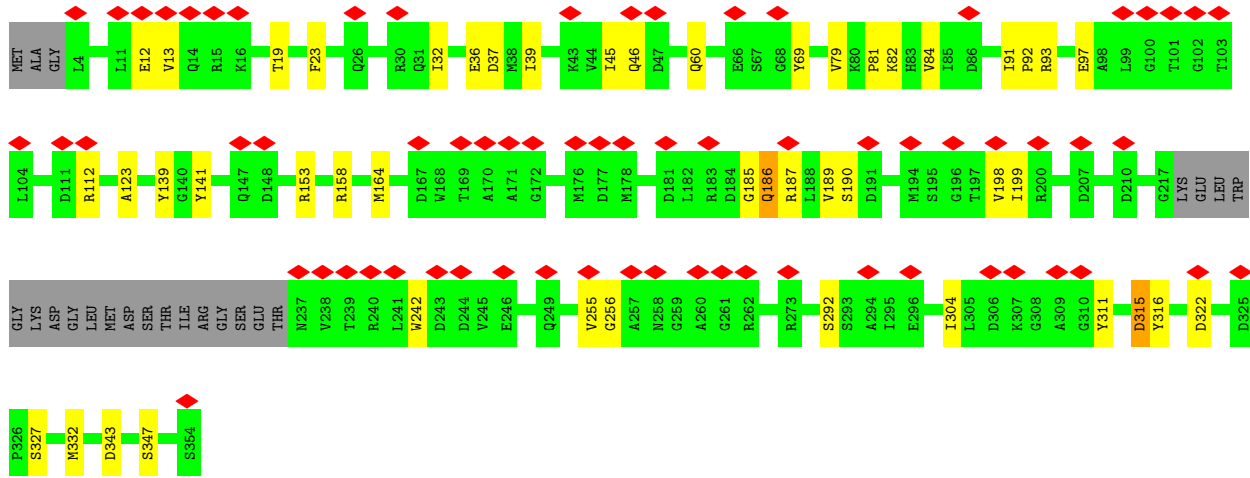 MET ALA GLY L4 L11 E12 V13 Q14 R15 K16 T19 F23 Q26 R30 Q31 I32 E36 D37 M38 I39 K43 V44 I45 Q46 D47 Q60 E66 S67 G68 Y69 V79 K80 P81 K82 H83 V84 I85 D86 I91 P92 R93 E97 A98 L99 G100 T101 G102 T103
L104 D111 R112 A123 Y139 G140 Y141 Q147 D148 R153 R158 M164 D167 W168 T169 A170 A171 G172 M176 D177 M178 D181 L182 R183 D184 G185 Q186 R187 L188 V189 S190 D191 M194 S195 G196 T197 V198 I199 R200 D207 D210 G217 LYS GLU LEU TRP
GLY LYS ASP GLY LEU MET ASP SER THR ILE ARG GLY SER GLU THR N237 V238 T239 R240 L241 W242 D243 D244 V245 E246 Q249 V255 G256 A257 N258 G259 A260 G261 R262 R273 S292 S293 A294 I295 E296 I304 L305 D306 K307 G308 A309 G310 Y311 D315 Y316 D322 D325
P326 S327 M332 D343 S347 S354